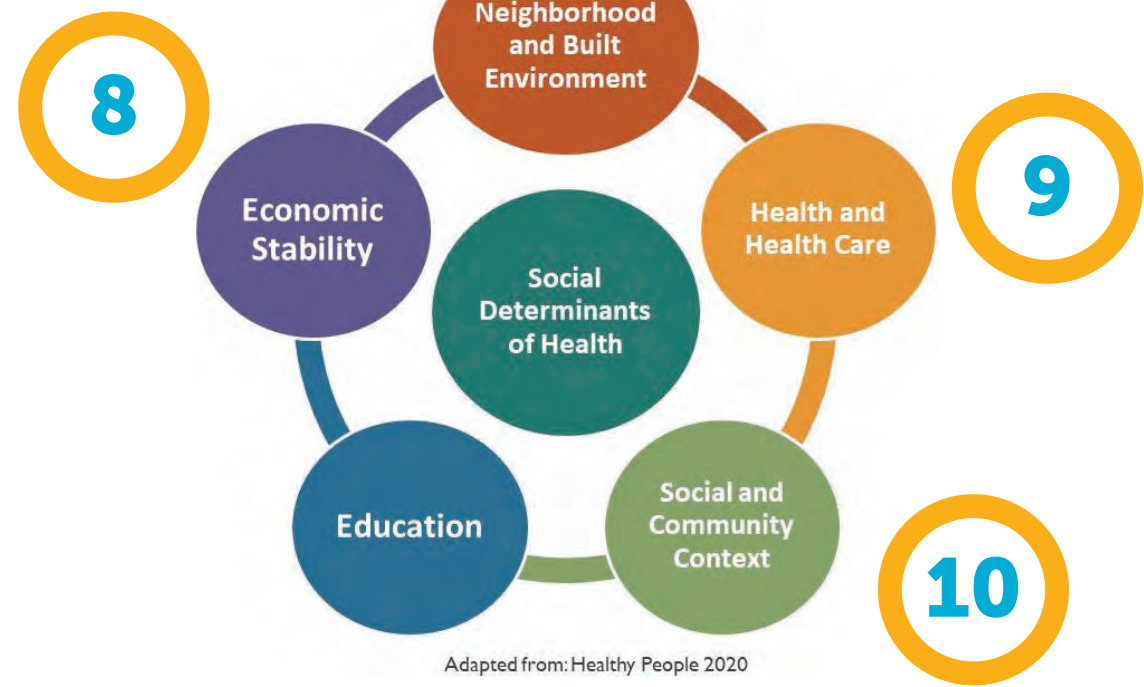 Neighborhood
and Built
Environment
8
Economic
Stability
Health and
Health Care
9
Social
Determinants
of Health
Education
Social and
Community
Context
10
Adapted from: Healthy People 2020